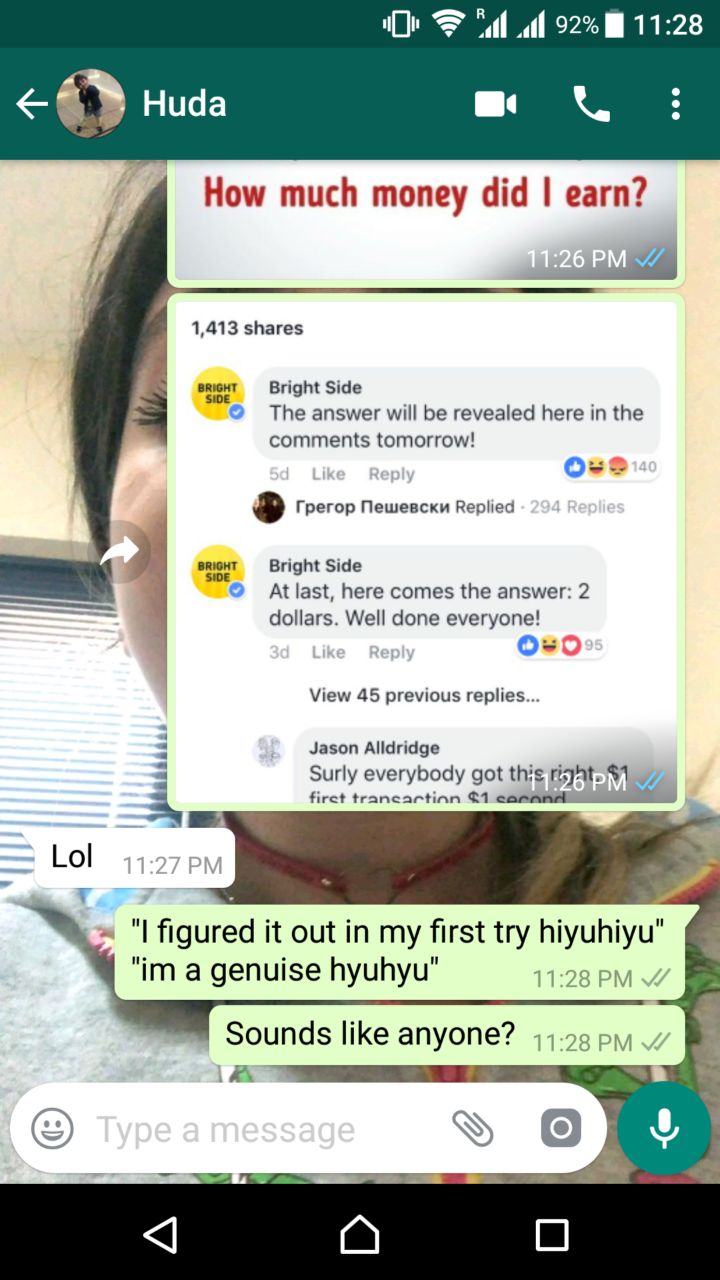 R 92% 11:28
Huda
How much money did I earn?
11:26 PM
1,413 shares
BRIGHT
SIDE
Bright Side
The answer will be revealed here in the
comments tomorrow!
5d Like Reply 140
Грегор Пешевски Replied · 294 Replies
BRIGHT
SIDE
Bright Side
At last, here comes the answer: 2
dollars. Well done everyone!
3d Like Reply 95
View 45 previous replies...
Jason Alldridge
Surly everybody got this right, $1
11:26 PM
first transaction $1 second
Lol 11:27 PM
"I figured it out in my first try hiyuhiyu"
"im a genuise hyuhyu" 11:28 PM
Sounds like anyone? 11:28 PM
Type a message